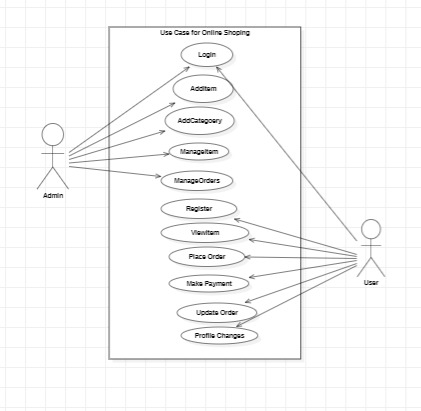 Use Case for Online Shoping
Login
AddItem
AddCategoery
ManageItem
ManageOrders
Admin
Register
ViewItem
Place Order
Make Payment
User
Update Order
Profile Changes